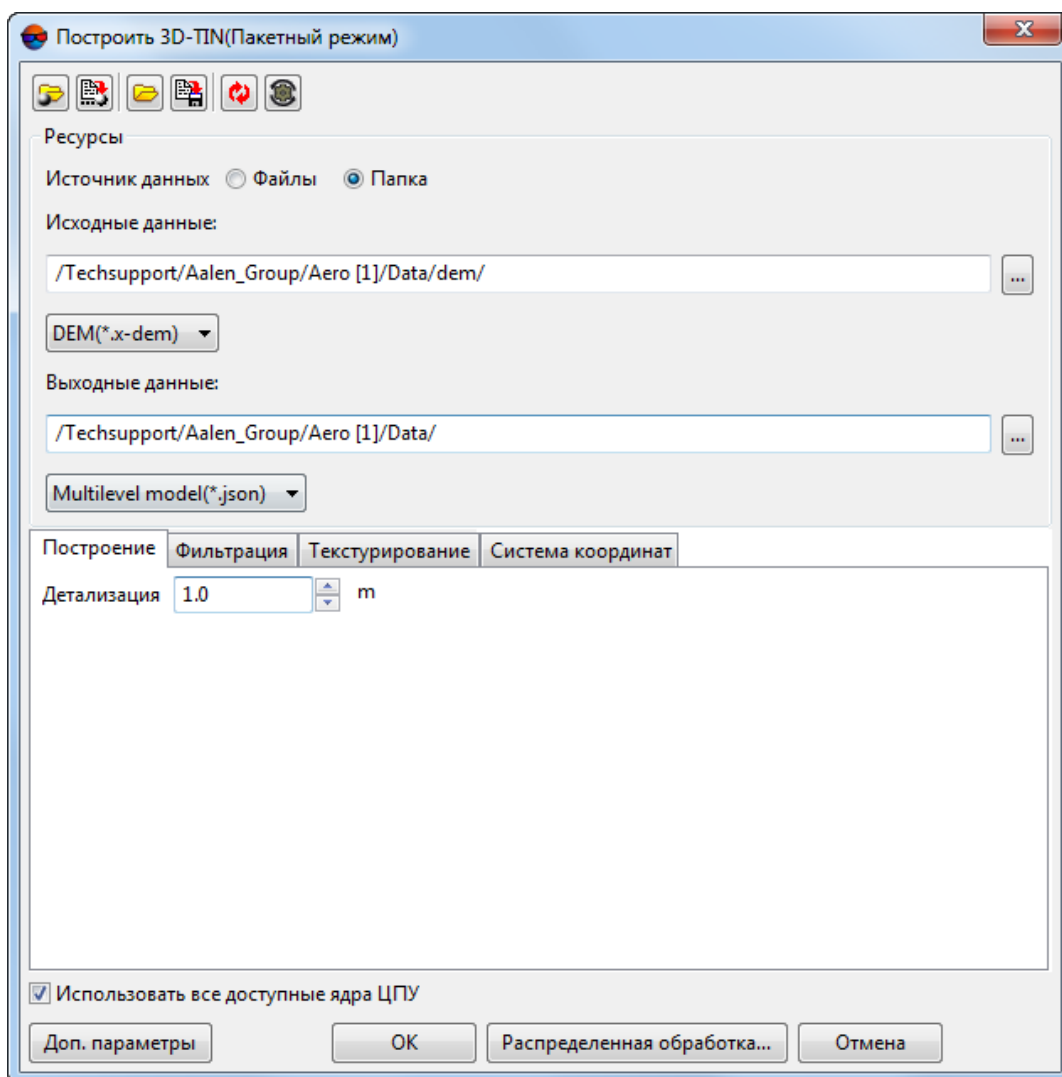 Построить 3D-TIN(Пакетный режим)
Ресурсы
Источник данных Файлы Папка
Исходные данные:
/Techsupport/Aalen_Group/Aero [1]/Data/dem/
...
DEM(*.x-dem)
Выходные данные:
/Techsupport/Aalen_Group/Aero [1]/Data/
...
Multilevel model(*.json)
Построение Фильтрация Текстурирование Система координат
Детализация 1.0 m
Использовать все доступные ядра ЦПУ
Доп. параметры OK Распределенная обработка... Отмена